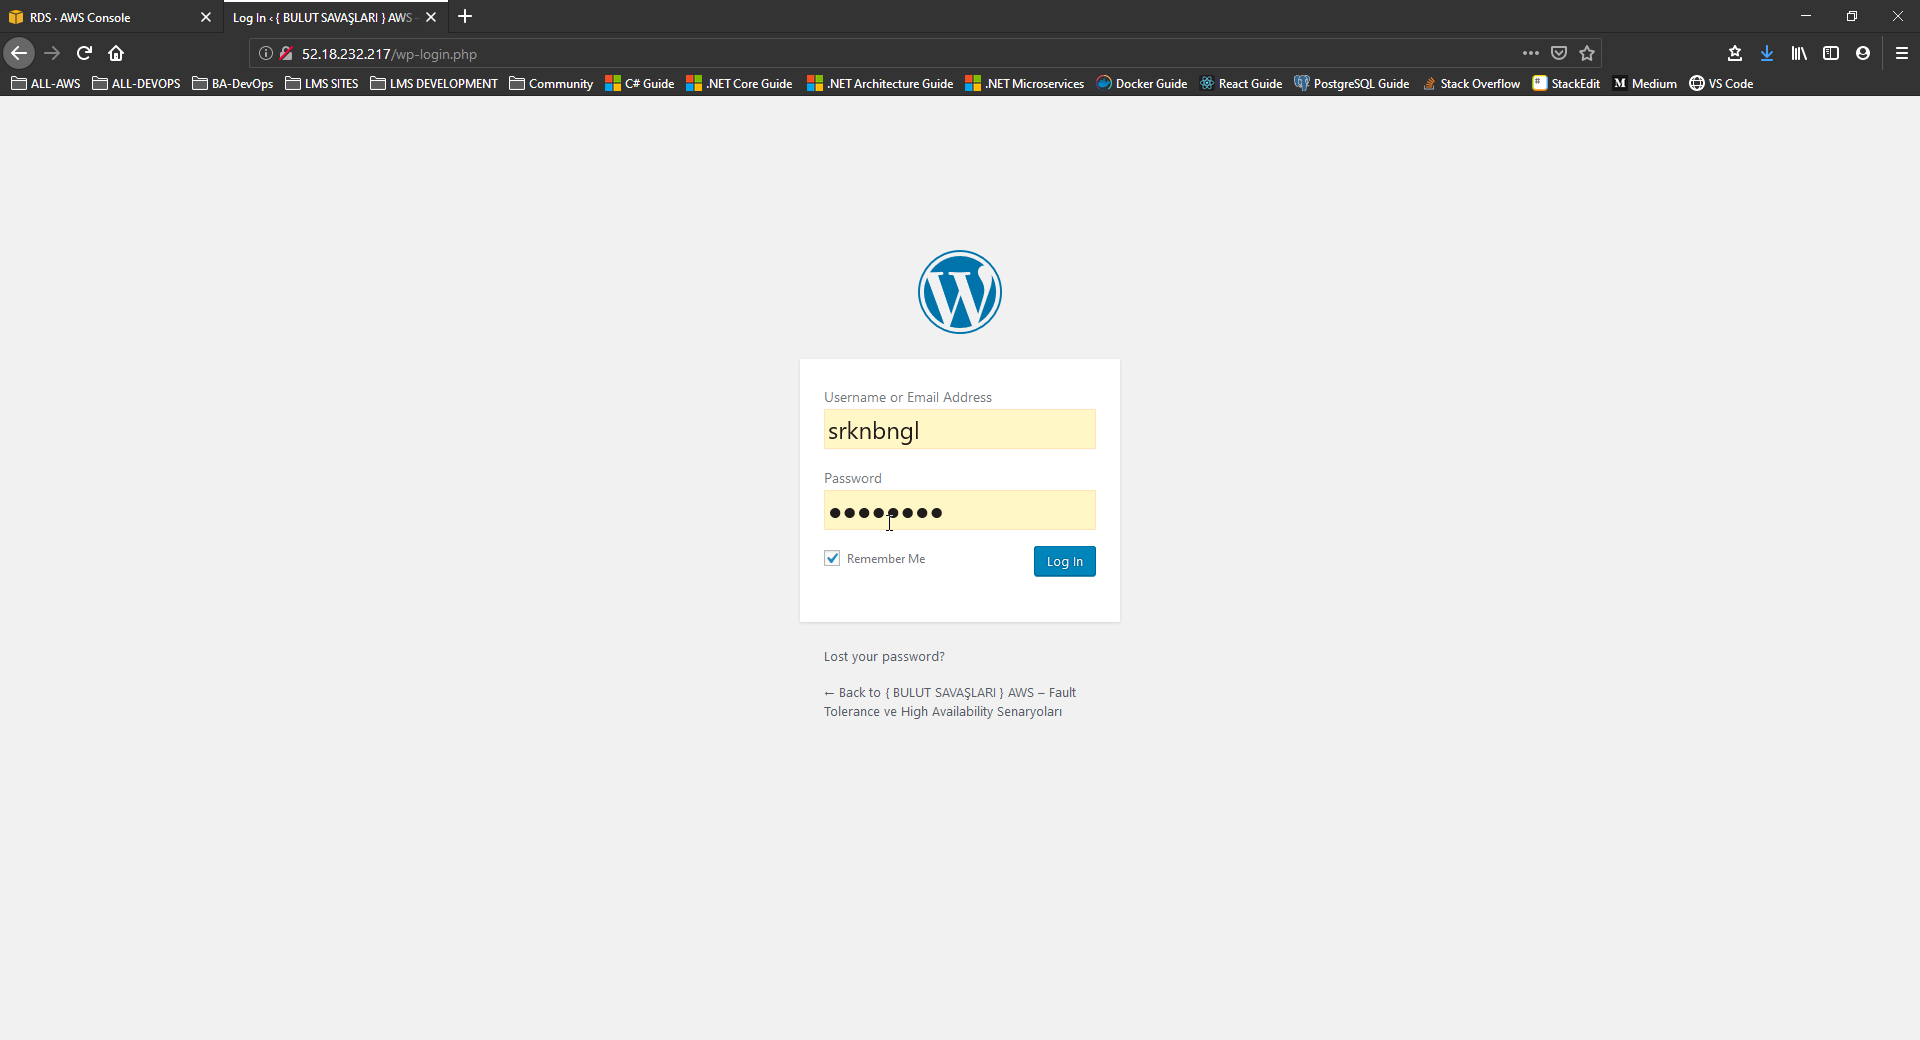 RDS · AWS Console
Log In ‹ { BULUT SAVAŞLARI } AWS -
52.18.232.217/wp-login.php
ALL-AWS ALL-DEVOPS BA-DevOps LMS SITES LMS DEVELOPMENT Community C# Guide .NET Core Guide .NET Architecture Guide .NET Microservices Docker Guide React Guide PostgreSQL Guide Stack Overflow StackEdit Medium VS Code
Username or Email Address
srknbngl
Password
Remember Me
Log In
Lost your password?
← Back to { BULUT SAVAŞLARI } AWS – Fault
Tolerance ve High Availability Senaryoları